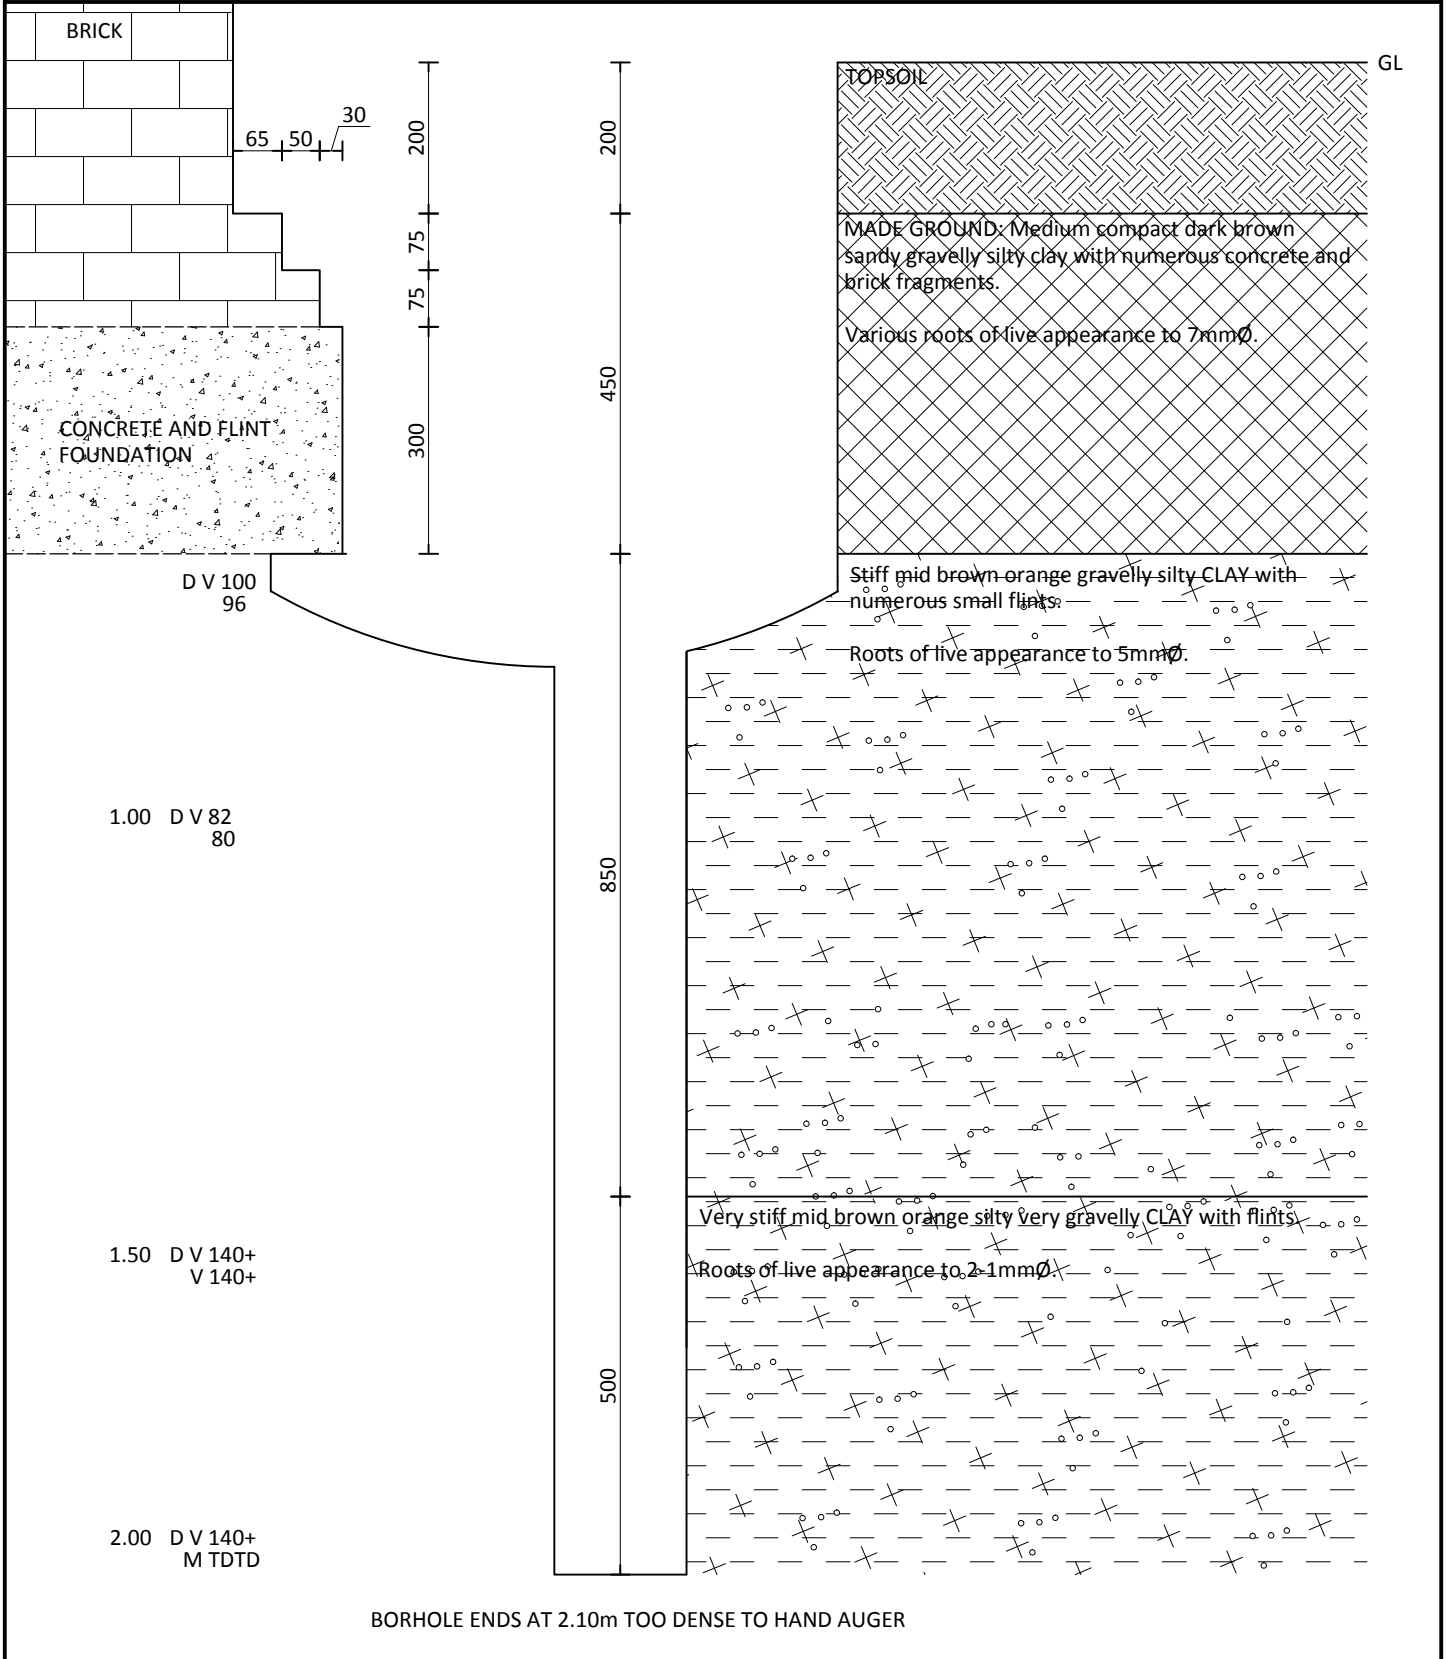 BRICK
GL
TOPSOIL
30
65 50
200
200
MADE GROUND: Medium compact dark brown
sandy gravelly silty clay with numerous concrete and
brick fragments.
75
75
Various roots of live appearance to 7mmØ.
450
CONCRETE AND FLINT
FOUNDATION
300
D V 100
96
Stiff mid brown orange gravelly silty CLAY with
numerous small flints.
Roots of live appearance to 5mmØ.
1.00 D V 82
80
850
Very stiff mid brown orange silty very gravelly CLAY with flints
1.50 D V 140+
V 140+
Roots of live appearance to 2-1mmØ.
500
2.00 D V 140+
M TDTD
BORHOLE ENDS AT 2.10m TOO DENSE TO HAND AUGER